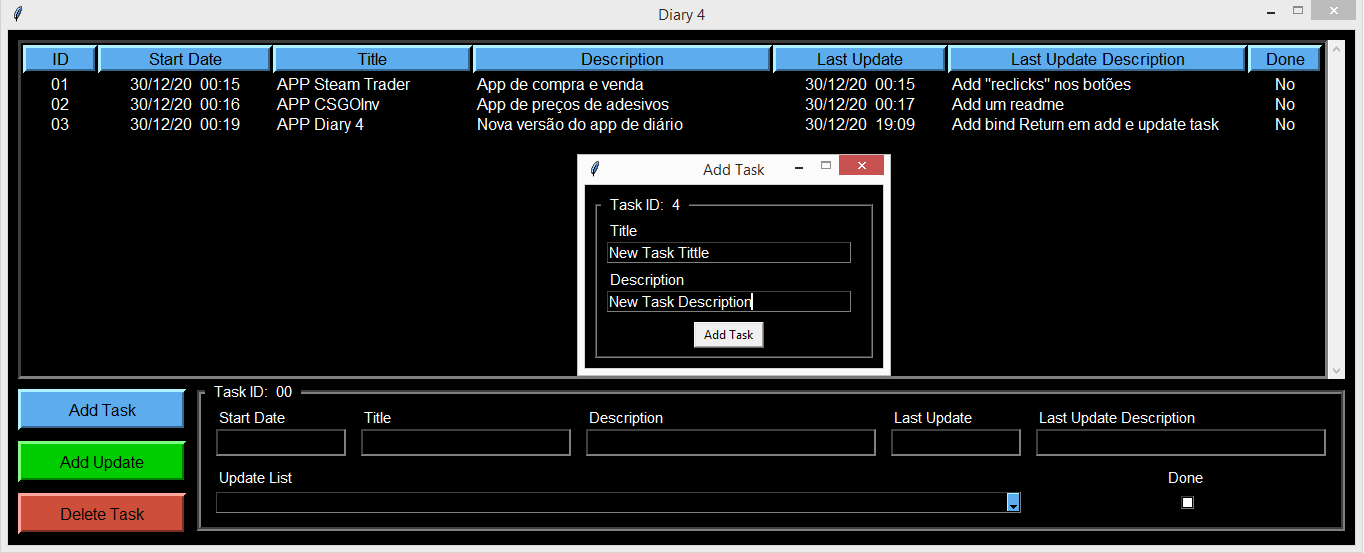 Diary 4
ID Start Date Title Description Last Update Last Update Description Done
01 30/12/20 00:15 APP Steam Trader App de compra e venda 30/12/20 00:15 Add "reclicks" nos botões No
02 30/12/20 00:16 APP CSGOInv App de preços de adesivos 30/12/20 00:17 Add um readme No
03 30/12/20 00:19 APP Diary 4 Nova versão do app de diário 30/12/20 19:09 Add bind Return em add e update task No
Add Task
Task ID: 4
Title
New Task Tittle
Description
New Task Description
Add Task
Add Task
Add Update
Delete Task
Task ID: 00
Start Date Title Description Last Update Last Update Description
Update List Done